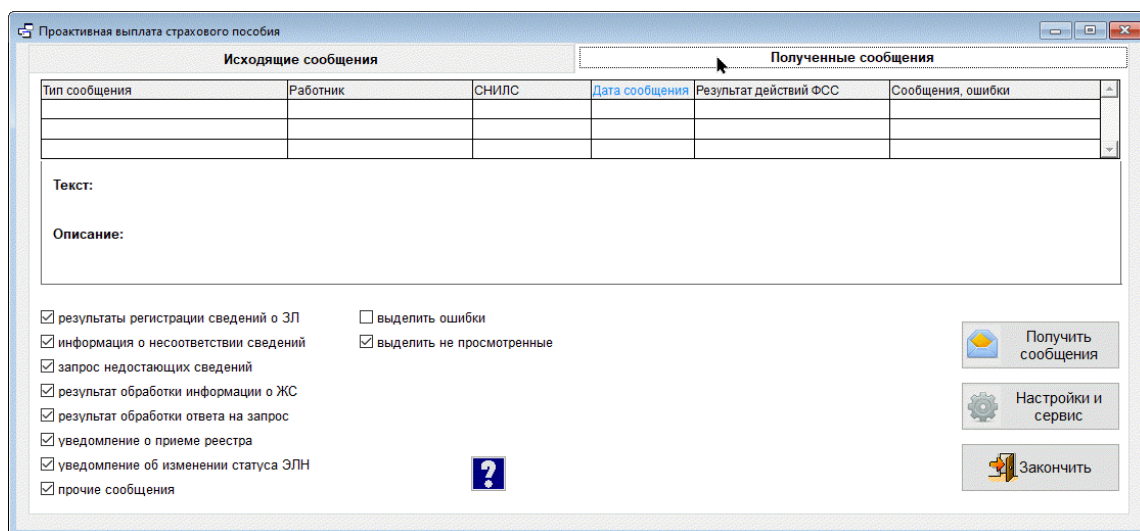 Проактивная выплата страхового пособия
Исходящие сообщения
Полученные сообщения
Тип сообщения Работник СНИЛС Дата сообщения Результат действий ФСС Сообщения, ошибки
Текст:
Описание:
результаты регистрации сведений о ЗЛ
выделить ошибки
информация о несоответствии сведений
выделить не просмотренные
запрос недостающих сведений
результат обработки информации о ЖС
результат обработки ответа на запрос
уведомление о приеме реестра
уведомление об изменении статуса ЭЛН
прочие сообщения
?
Получить
сообщения
Настройки и
сервис
Закончить